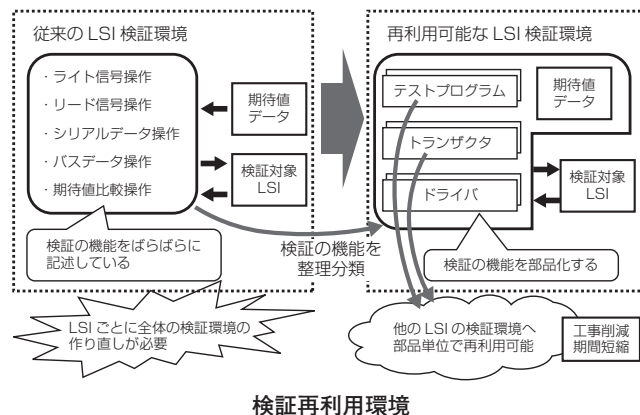 従来の LSI 検証環境
・ライト信号操作
・リード信号操作
・シリアルデータ操作
・バスデータ操作
・期待値比較操作
期待値
データ
検証対象
LSI
検証の機能をばらばらに
記述している
LSI ごとに全体の検証環境の
作り直しが必要
検証の機能を
整理分類
再利用可能な LSI 検証環境
テストプログラム
トランザクタ
ドライバ
期待値
データ
検証対象
LSI
検証の機能を部品化する
他の LSI の検証環境へ
部品単位で再利用可能
工事削減
期間短縮
検証再利用環境